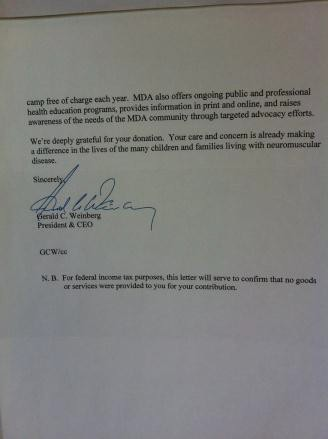 camp free of charge each year. MDA also offers ongoing public and professional
health education programs, provides information in print and online, and raises
awareness of the needs of the MDA community through targeted advocacy efforts.
We're deeply grateful for your donation. Your care and concern is already making
a difference in the lives of the many children and families living with neuromuscular
disease.
Sincerely,
Gerald C. Weinberg
President & CEO
GCW/cc
N. B. For federal income tax purposes, this letter will serve to confirm that no goods
or services were provided to you for your contribution.